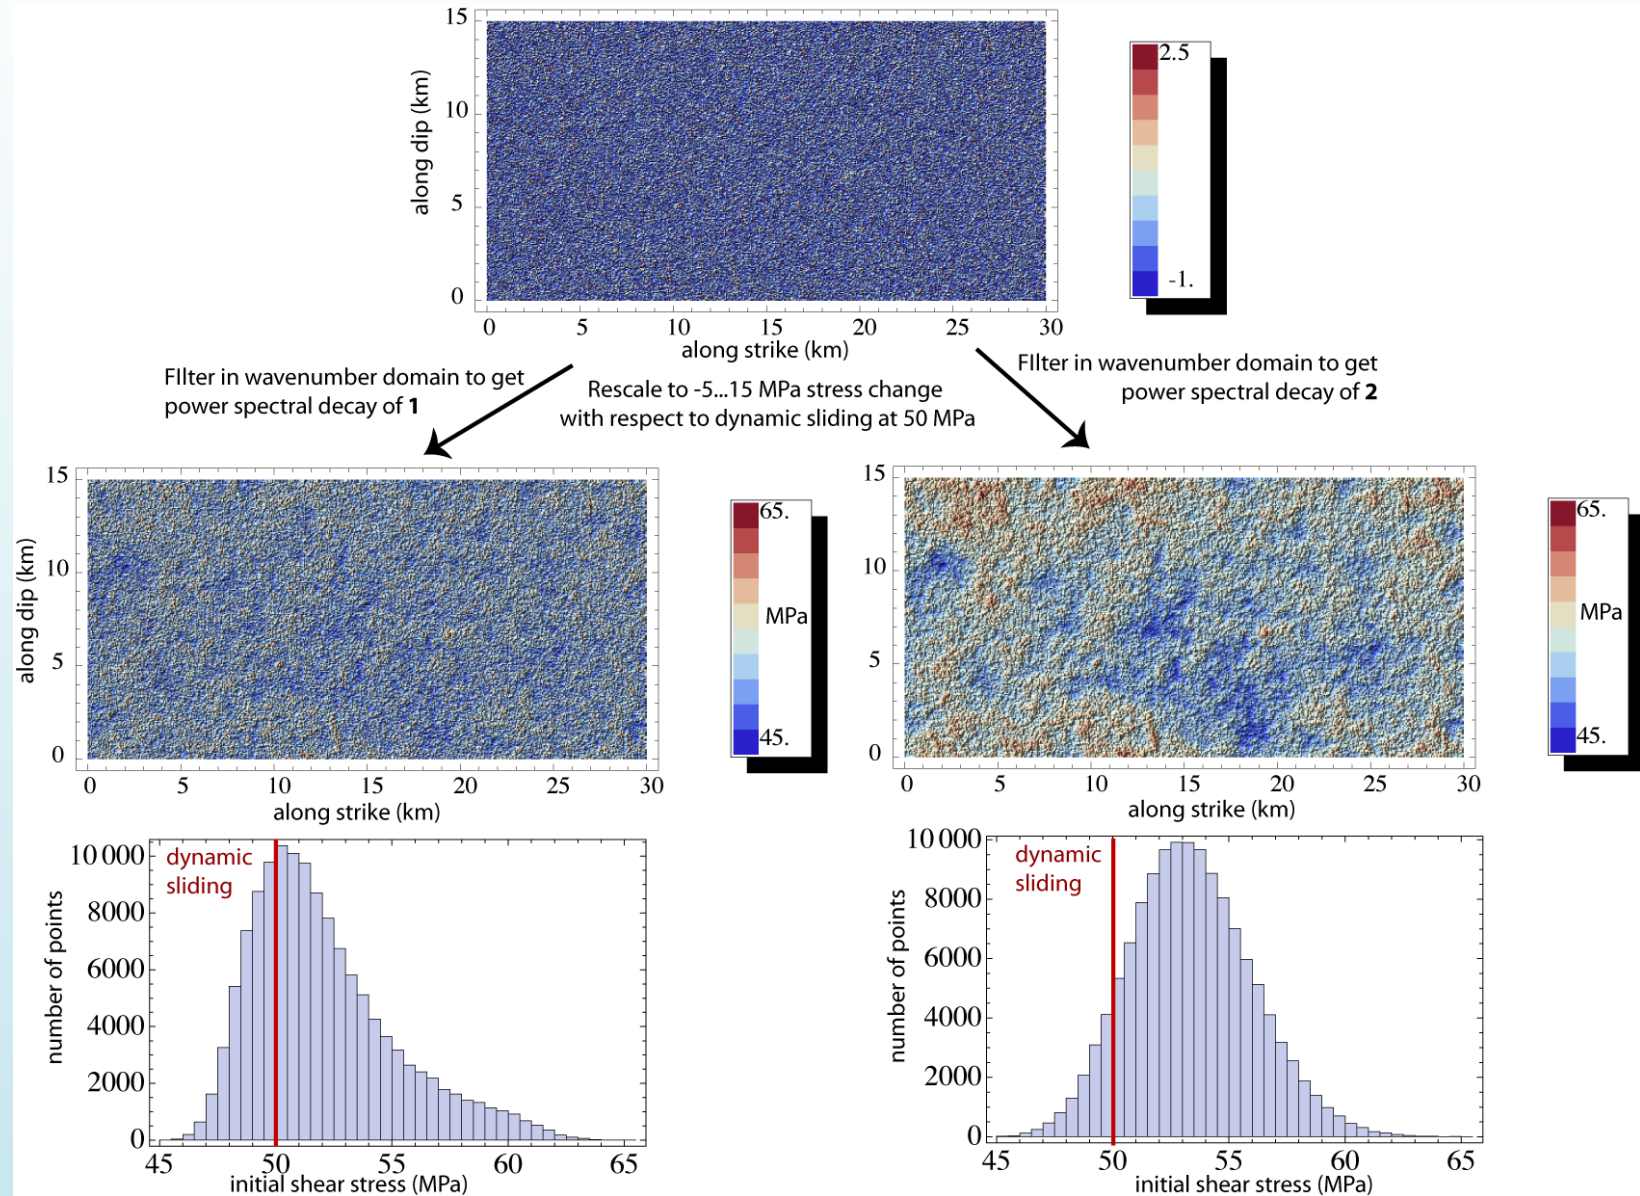 15
10
5
0
along dip (km)
0 5 10 15 20 25 30
along strike (km)
2.5
-1.
FIlter in wavenumber domain to get
power spectral decay of 1
Rescale to -5...15 MPa stress change
with respect to dynamic sliding at 50 MPa
FIlter in wavenumber domain to get
power spectral decay of 2
15
10
5
0
along dip (km)
0 5 10 15 20 25 30
along strike (km)
65.
MPa
45.
15
10
5
0
0 5 10 15 20 25 30
along strike (km)
65.
MPa
45.
10 000
8000
6000
4000
2000
0
number of points
dynamic
sliding
45 50 55 60 65
initial shear stress (MPa)
10 000
8000
6000
4000
2000
0
number of points
dynamic
sliding
45 50 55 60 65
initial shear stress (MPa)